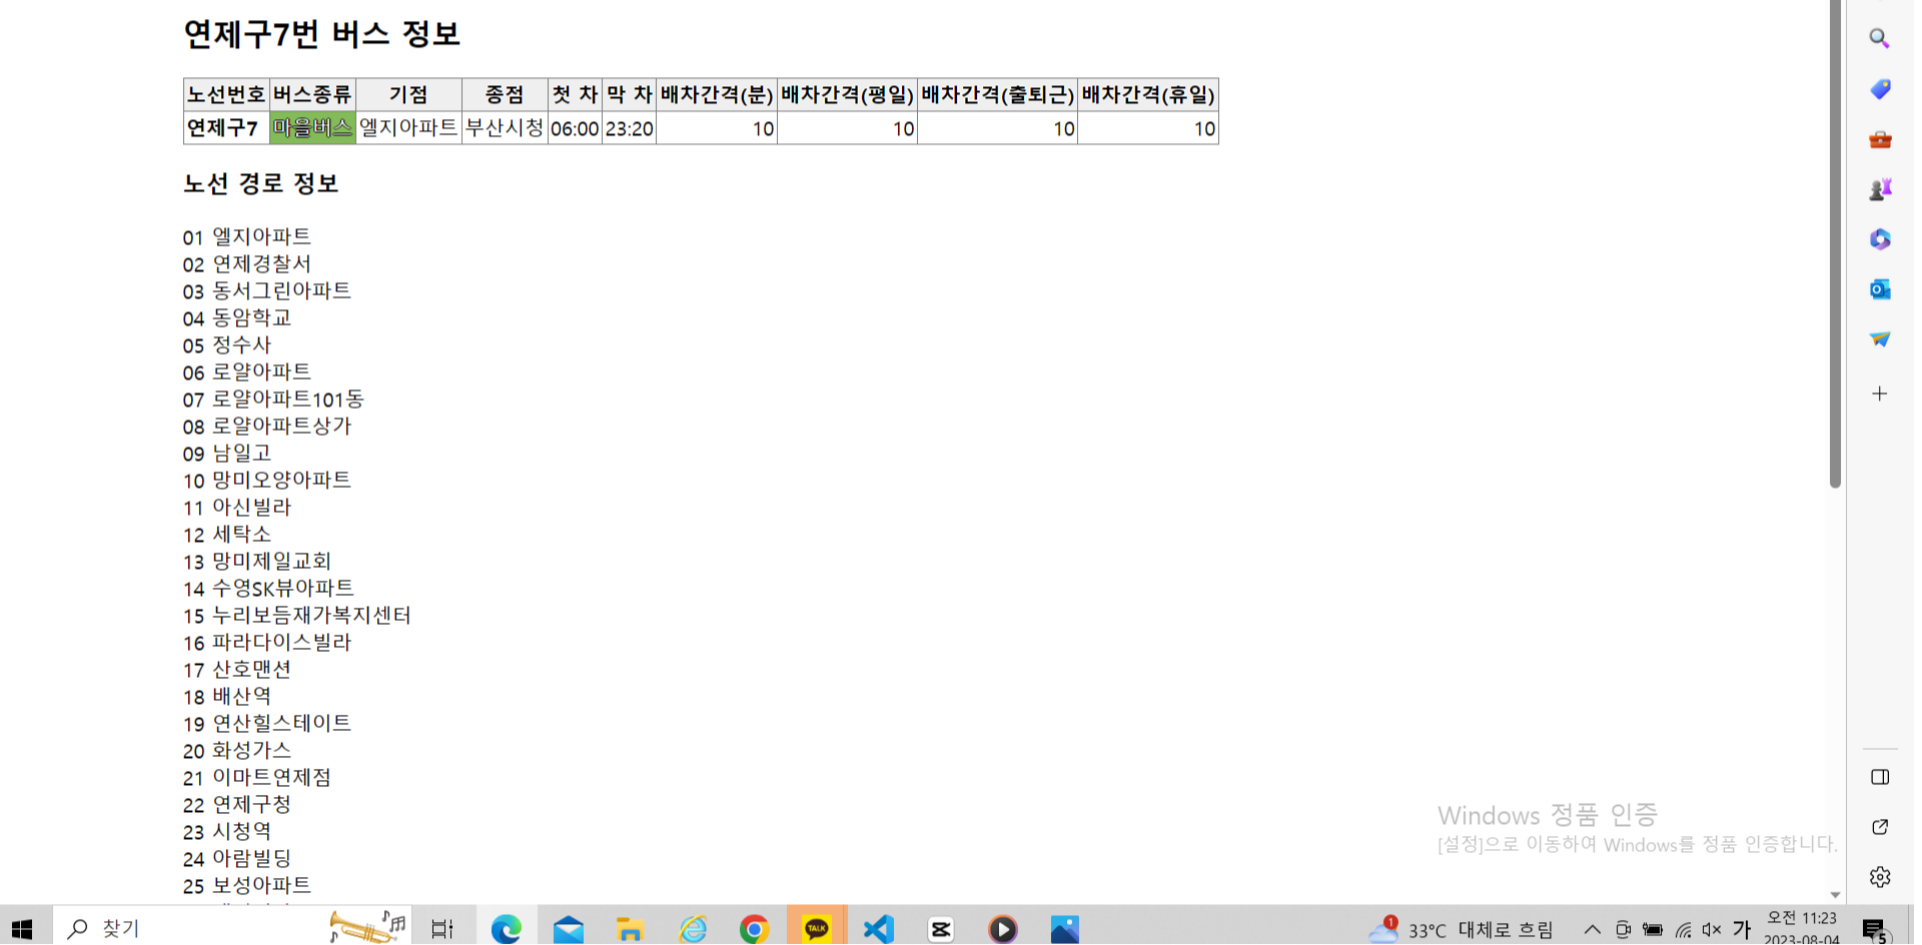 연제구7번 버스 정보
노선번호 버스종류 기점 종점 첫 차 막 차 배차간격(분) 배차간격(평일) 배차간격(출퇴근) 배차간격(휴일)
연제구7 마을버스 엘지아파트 부산시청 06:00 23:20 10 10 10 10
노선 경로 정보
01 엘지아파트
02 연제경찰서
03 동서그린아파트
04 동암학교
05 정수사
06 로얄아파트
07 로얄아파트101동
08 로얄아파트상가
09 남일고
10 망미오양아파트
11 아신빌라
12 세탁소
13 망미제일교회
14 수영SK뷰아파트
15 누리보듬재가복지센터
16 파라다이스빌라
17 산호맨션
18 배산역
19 연산힐스테이트
20 화성가스
21 이마트연제점
22 연제구청
23 시청역
24 아람빌딩
25 보성아파트
Windows 정품 인증
[설정]으로 이동하여 Windows를 정품 인증합니다.
찾기
TALK
1
33°C 대체로 흐림
가
오전 11:23
2023-08-04
5